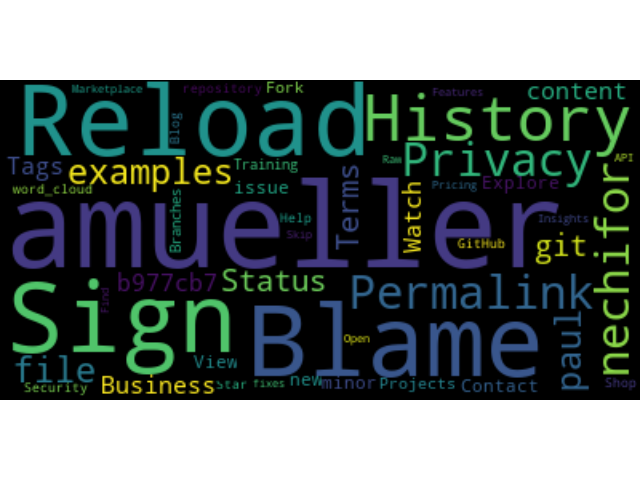 Marketplace
repository
Fork
Features
content
Reload
History
Blog
Tags
examples
Training
Raw
Privacy
API
word_cloud
issue
Terms
Watch
Pricing
Explore
nechifor
amueller
Branches
Help
Skip
GitHub
Insights
git
b977cb7
Status
Permalink
Find
Sign
Blame
Open
paul
file
View
Security
Business
Star
fixes
new
minor
Projects
Contact
Shop